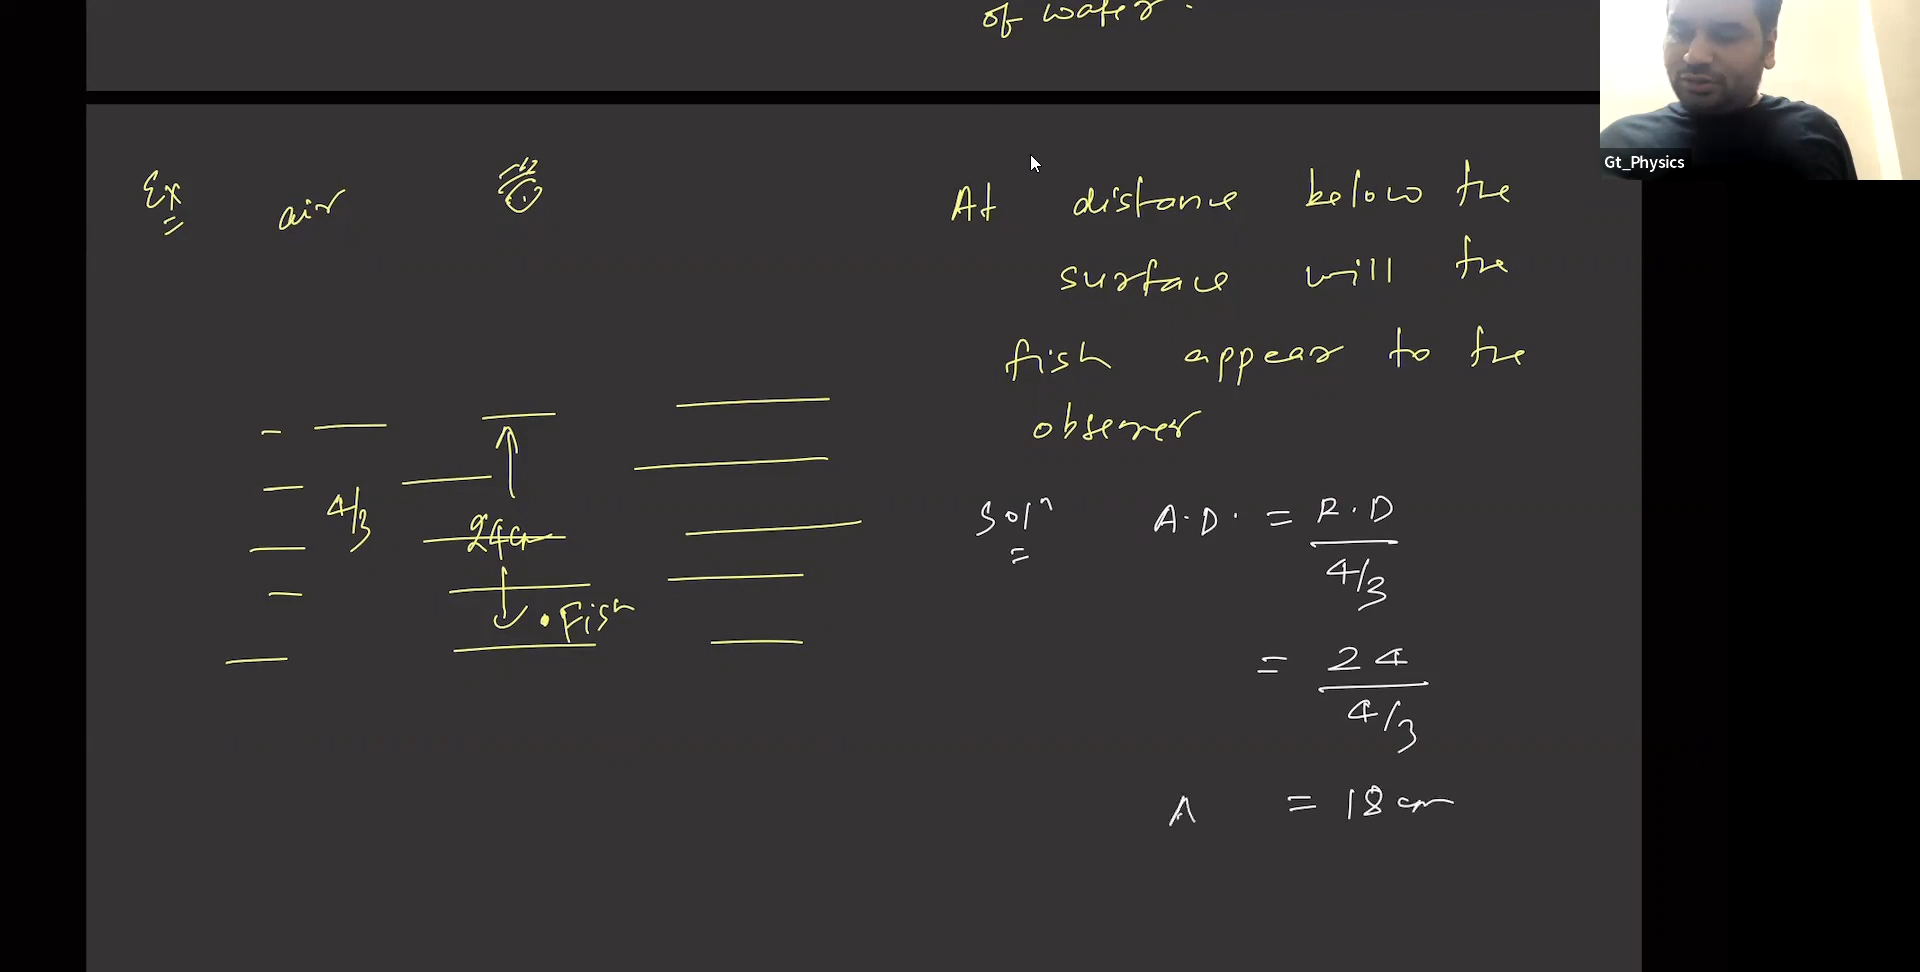 of water.
Gt_Physics
Ex air
At distance below the
surface will the
fish appear to the
observer
4/3
24cm
• Fish
Solⁿ A.D. = R.D
4/3
= 24
4/3
A = 18 cm